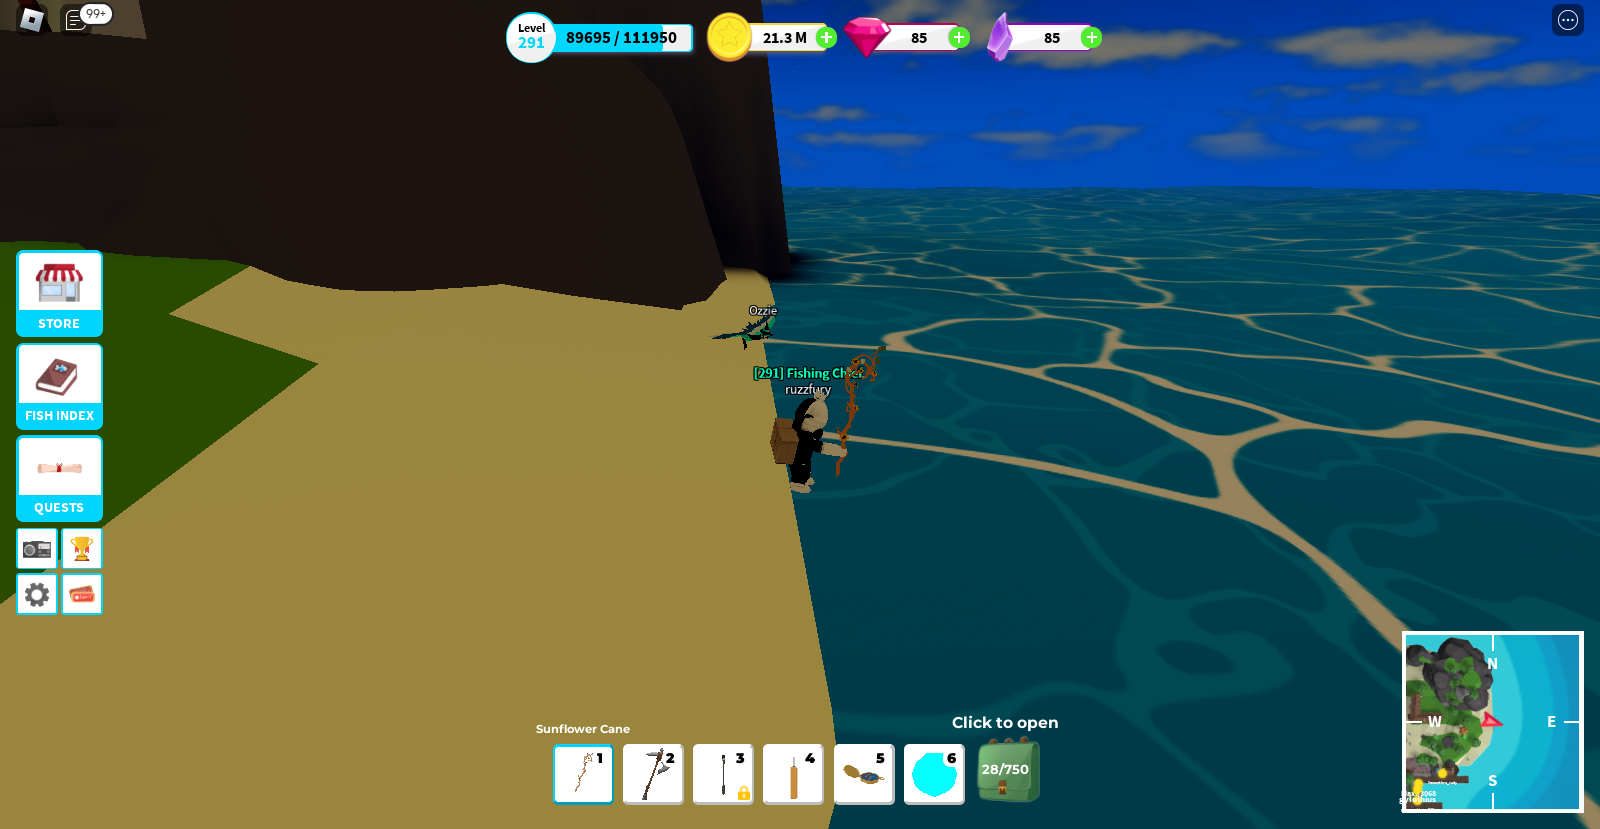 99+
Level
291
89695 / 111950
21.3 M
85
85
STORE
FISH INDEX
QUESTS
Ozzie
[291] Fishing Ch
ruzzfury
N
W
E
S
Click to open
Sunflower Cane
1
2
3
4
5
6
28/750